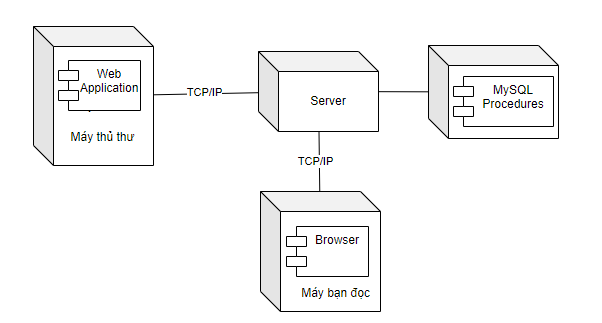 Web
Application
Máy thủ thư
TCP/IP
Server
MySQL
Procedures
TCP/IP
Browser
Máy bạn đọc